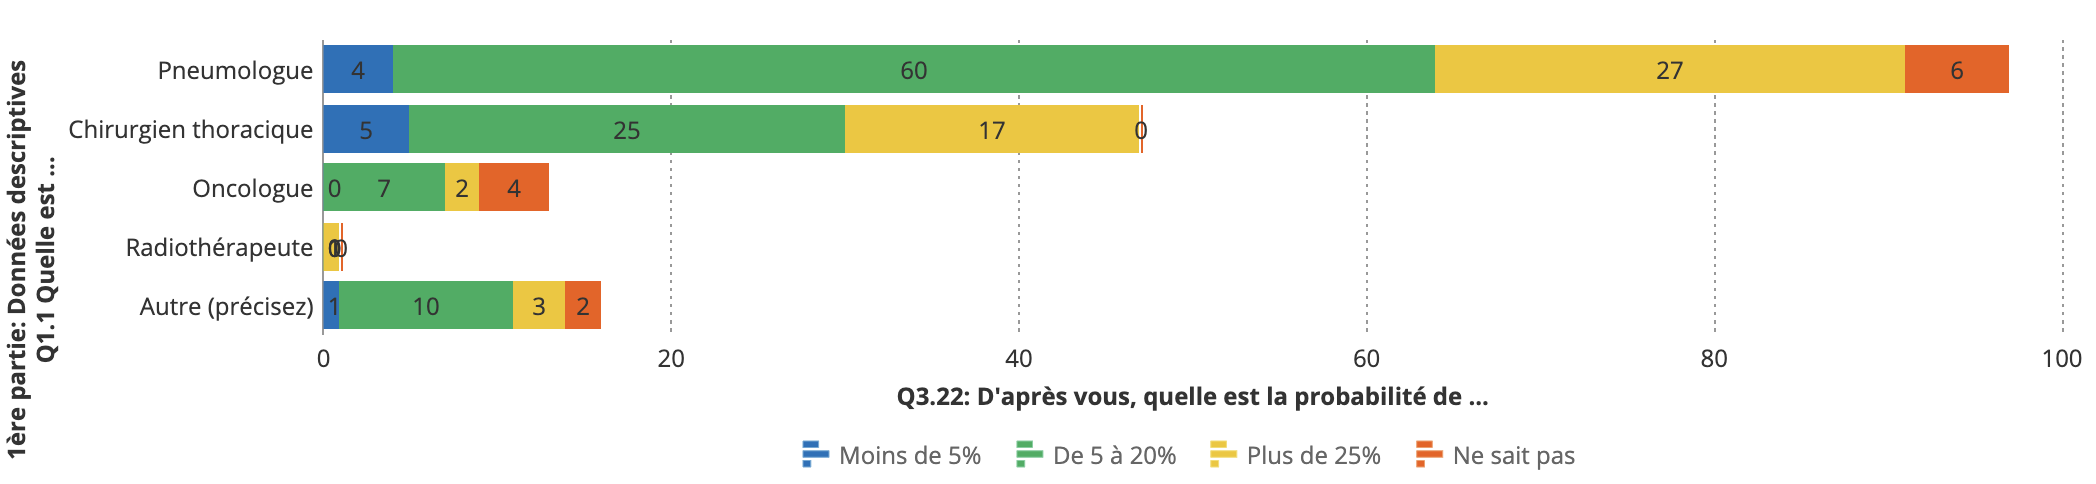 1ère partie: Données descriptives
Q1.1 Quelle est ...
Pneumologue 4 60 27 6
Chirurgien thoracique 5 25 17 0
Oncologue 0 7 2 4
Radiothérapeute 0 0
Autre (précisez) 1 10 3 2
0 20 40 60 80 100
Q3.22: D'après vous, quelle est la probabilité de ...
Moins de 5% De 5 à 20% Plus de 25% Ne sait pas